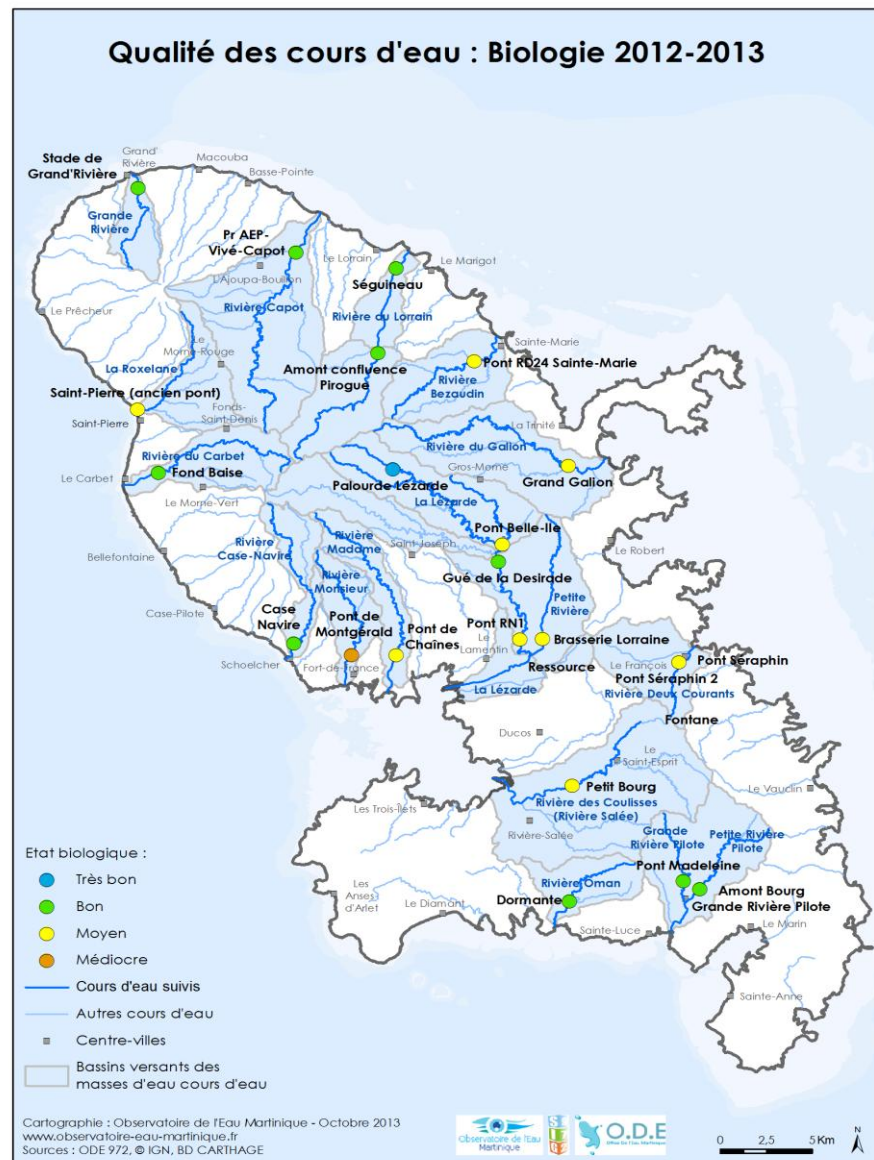 Qualité des cours d'eau : Biologie 2012-2013
Stade de
Grand'Rivière
Grand'
Rivière
Macouba
Basse-Pointe
Grande
Rivière
Pr AEP-
Vivé-Capot
L'Ajoupa-Bouillon
Le Lorrain
Le Marigot
Séguineau
Rivière Capot
Rivière du Lorrain
Le Prêcheur
Le
Morne-Rouge
La Roxelane
Amont confluence
Pirogue
Sainte-Marie
Pont RD24 Sainte-Marie
Rivière
Bezaudin
Saint-Pierre (ancien pont)
Saint-Pierre
Fonds-
Saint-Denis
La Trinité
Rivière du Carbet
Rivière du Galion
Le Carbet
Fond Baise
Gros-Morne
Grand Galion
Palourde Lézarde
Le Morne-Vert
La Lézarde
Rivière
Case-Navire
Rivière
Madame
Saint-Joseph
Pont Belle-Ile
Le Robert
Bellefontaine
Rivière
Monsieur
Gué de la Desirade
Petite
Rivière
Case-Pilote
Case
Navire
Pont de
Montgérald
Pont de
Chaînes
Pont RN1
Brasserie Lorraine
Le
Lamentin
Schoelcher
Fort-de-France
Ressource
Le François
Pont Séraphin
Pont Séraphin 2
La Lézarde
Rivière Deux Courants
Fontane
Ducos
Le
Saint-Esprit
Petit Bourg
Le Vauclin
Les Trois-Îlets
Rivière des Coulisses
(Rivière Salée)
Rivière-Salée
Grande
Rivière Pilote
Petite Rivière
Pilote
Pont Madeleine
Rivière Oman
Les
Anses
d'Arlet
Le Diamant
Dormante
Amont Bourg
Grande Rivière Pilote
Sainte-Luce
Le Marin
Sainte-Anne
Etat biologique :
Très bon
Bon
Moyen
Médiocre
Cours d'eau suivis
Autres cours d'eau
Centre-villes
Bassins versants des
masses d'eau cours d'eau
Cartographie : Observatoire de l'Eau Martinique - Octobre 2013
www.observatoire-eau-martinique.fr
Sources : ODE 972, © IGN, BD CARTHAGE
Observatoire de l'Eau
Martinique
O.D.E
0 2,5 5 Km
N